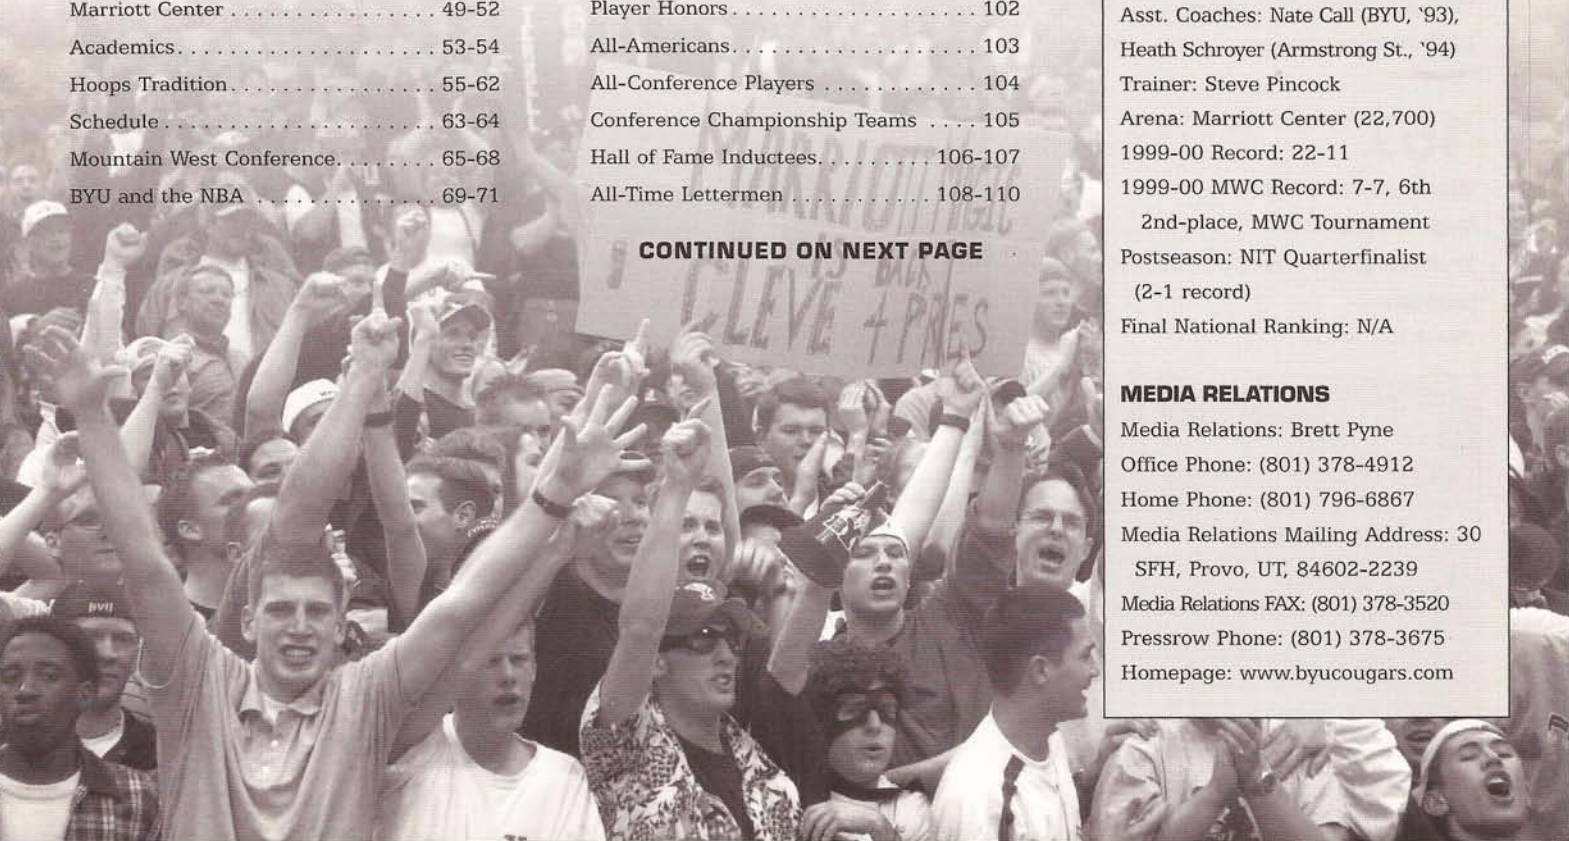 Marriott Center . . . . . . . . . . . . . . . . . 49-52
Academics. . . . . . . . . . . . . . . . . . . . . 53-54
Hoops Tradition . . . . . . . . . . . . . . . . . 55-62
Schedule . . . . . . . . . . . . . . . . . . . . . . 63-64
Mountain West Conference. . . . . . . . 65-68
BYU and the NBA . . . . . . . . . . . . . . 69-71
Player Honors . . . . . . . . . . . . . . . . . . . . 102
All-Americans. . . . . . . . . . . . . . . . . . . . 103
All-Conference Players . . . . . . . . . . . . 104
Conference Championship Teams . . . . 105
Hall of Fame Inductees. . . . . . . . . 106-107
All-Time Lettermen . . . . . . . . . . . 108-110
CONTINUED ON NEXT PAGE
MARRIOTT MAGIC
IS BACK
CLEVE + PRES
BYU
Asst. Coaches: Nate Call (BYU, `93),
Heath Schroyer (Armstrong St., `94)
Trainer: Steve Pincock
Arena: Marriott Center (22,700)
1999-00 Record: 22-11
1999-00 MWC Record: 7-7, 6th
2nd-place, MWC Tournament
Postseason: NIT Quarterfinalist
(2-1 record)
Final National Ranking: N/A
MEDIA RELATIONS
Media Relations: Brett Pyne
Office Phone: (801) 378-4912
Home Phone: (801) 796-6867
Media Relations Mailing Address: 30
SFH, Provo, UT, 84602-2239
Media Relations FAX: (801) 378-3520
Pressrow Phone: (801) 378-3675
Homepage: www.byucougars.com